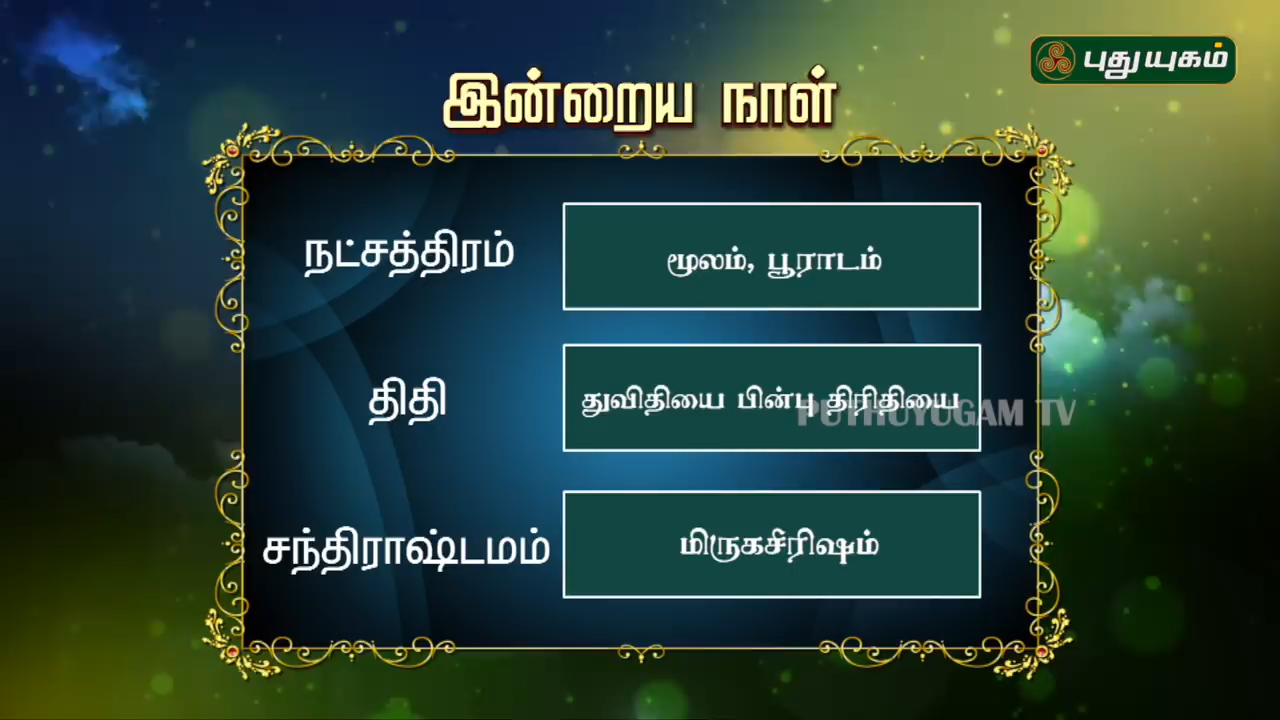 புதுயுகம்
இன்றைய நாள்
நட்சத்திரம்
மூலம், பூராடம்
திதி
துவிதியை பின்பு திரிதியை
PUTHUYUGAM TV
சந்திராஷ்டமம்
மிருகசீரிஷம்